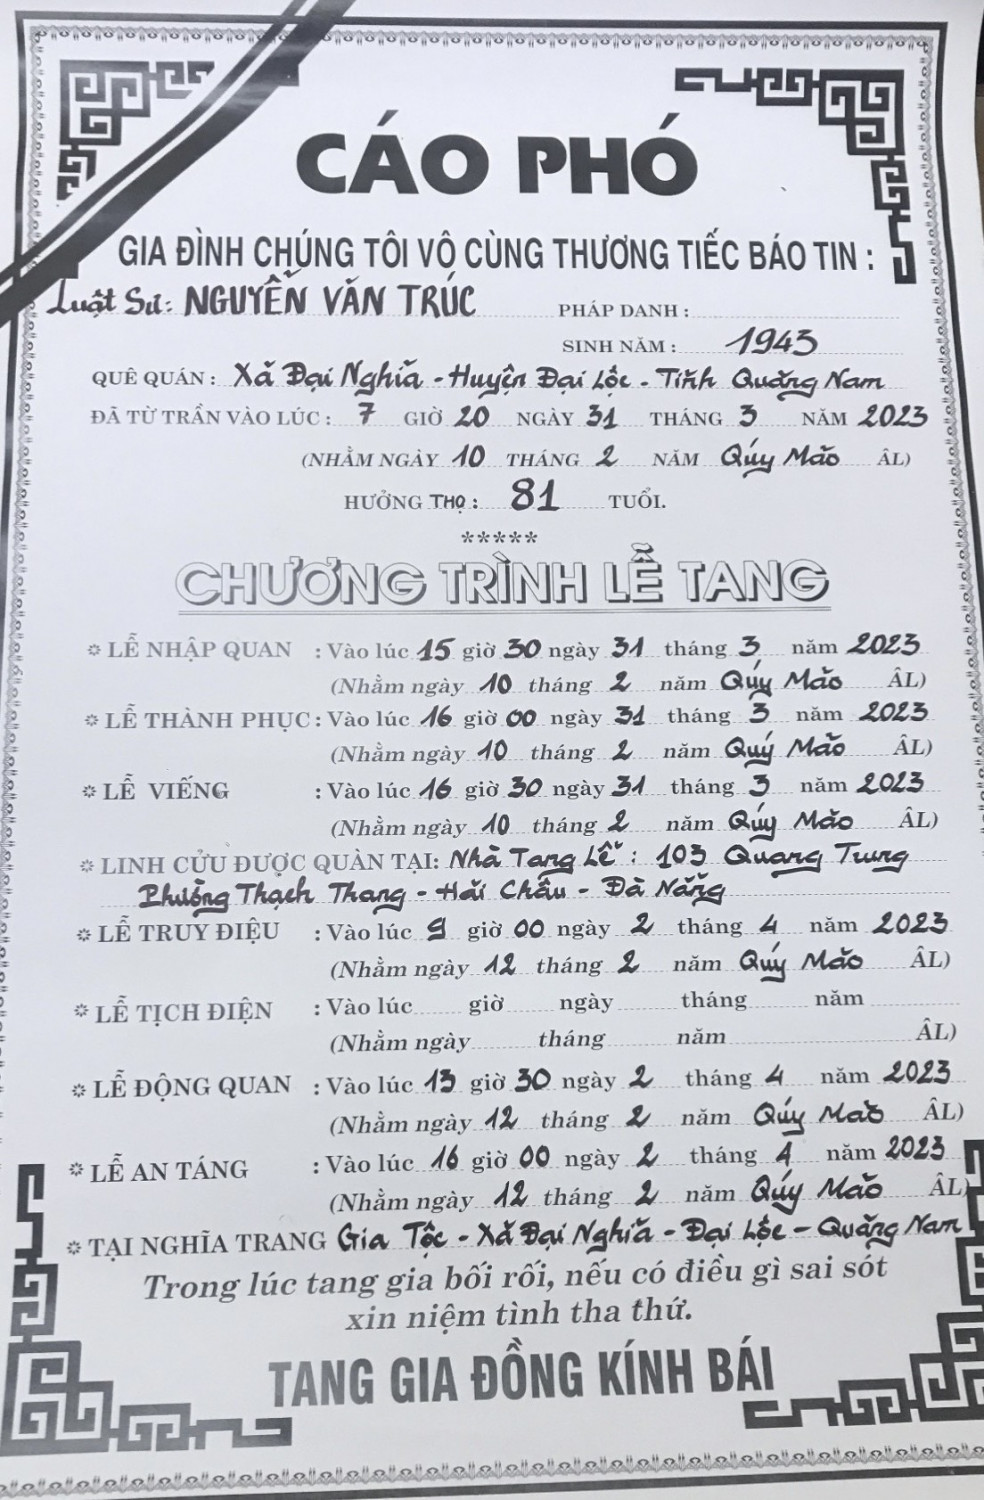 CÁO PHÓ
GIA ĐÌNH CHÚNG TÔI VÔ CÙNG THƯƠNG TIẾC BÁO TIN :
Luật Sư: NGUYỄN VĂN TRÚC PHÁP DANH :
SINH NĂM : 1943
QUÊ QUÁN : Xã Đại Nghĩa - Huyện Đại Lộc - Tỉnh Quảng Nam
ĐÃ TỪ TRẦN VÀO LÚC : 7 GIỜ 20 NGÀY 31 THÁNG 3 NĂM 2023
(NHẰM NGÀY 10 THÁNG 2 NĂM Qúy Mão ÂL)
HƯỞNG THỌ : 81 TUỔI.
*****
CHƯƠNG TRÌNH LỄ TANG
LỄ NHẬP QUAN : Vào lúc 15 giờ 30 ngày 31 tháng 3 năm 2023
(Nhằm ngày 10 tháng 2 năm Qúy Mão ÂL)
LỄ THÀNH PHỤC : Vào lúc 16 giờ 00 ngày 31 tháng 3 năm 2023
(Nhằm ngày 10 tháng 2 năm Qúy Mão ÂL)
LỄ VIẾNG : Vào lúc 16 giờ 30 ngày 31 tháng 3 năm 2023
(Nhằm ngày 10 tháng 2 năm Qúy Mão ÂL)
LINH CỬU ĐƯỢC QUÀN TẠI: Nhà Tang Lễ : 103 Quang Trung
Phường Thạch Thang - Hải Châu - Đà Nẵng
LỄ TRUY ĐIỆU : Vào lúc 9 giờ 00 ngày 2 tháng 4 năm 2023
(Nhằm ngày 12 tháng 2 năm Qúy Mão ÂL)
LỄ TỊCH ĐIỆN : Vào lúc giờ ngày tháng năm
(Nhằm ngày tháng năm ÂL)
LỄ ĐỘNG QUAN : Vào lúc 13 giờ 30 ngày 2 tháng 4 năm 2023
(Nhằm ngày 12 tháng 2 năm Qúy Mão ÂL)
LỄ AN TÁNG : Vào lúc 16 giờ 00 ngày 2 tháng 4 năm 2023
(Nhằm ngày 12 tháng 2 năm Qúy Mão ÂL)
TẠI NGHĨA TRANG Gia Tộc - Xã Đại Nghĩa - Đại Lộc - Quảng Nam
Trong lúc tang gia bối rối, nếu có điều gì sai sót
xin niệm tình tha thứ.
TANG GIA ĐỒNG KÍNH BÁI